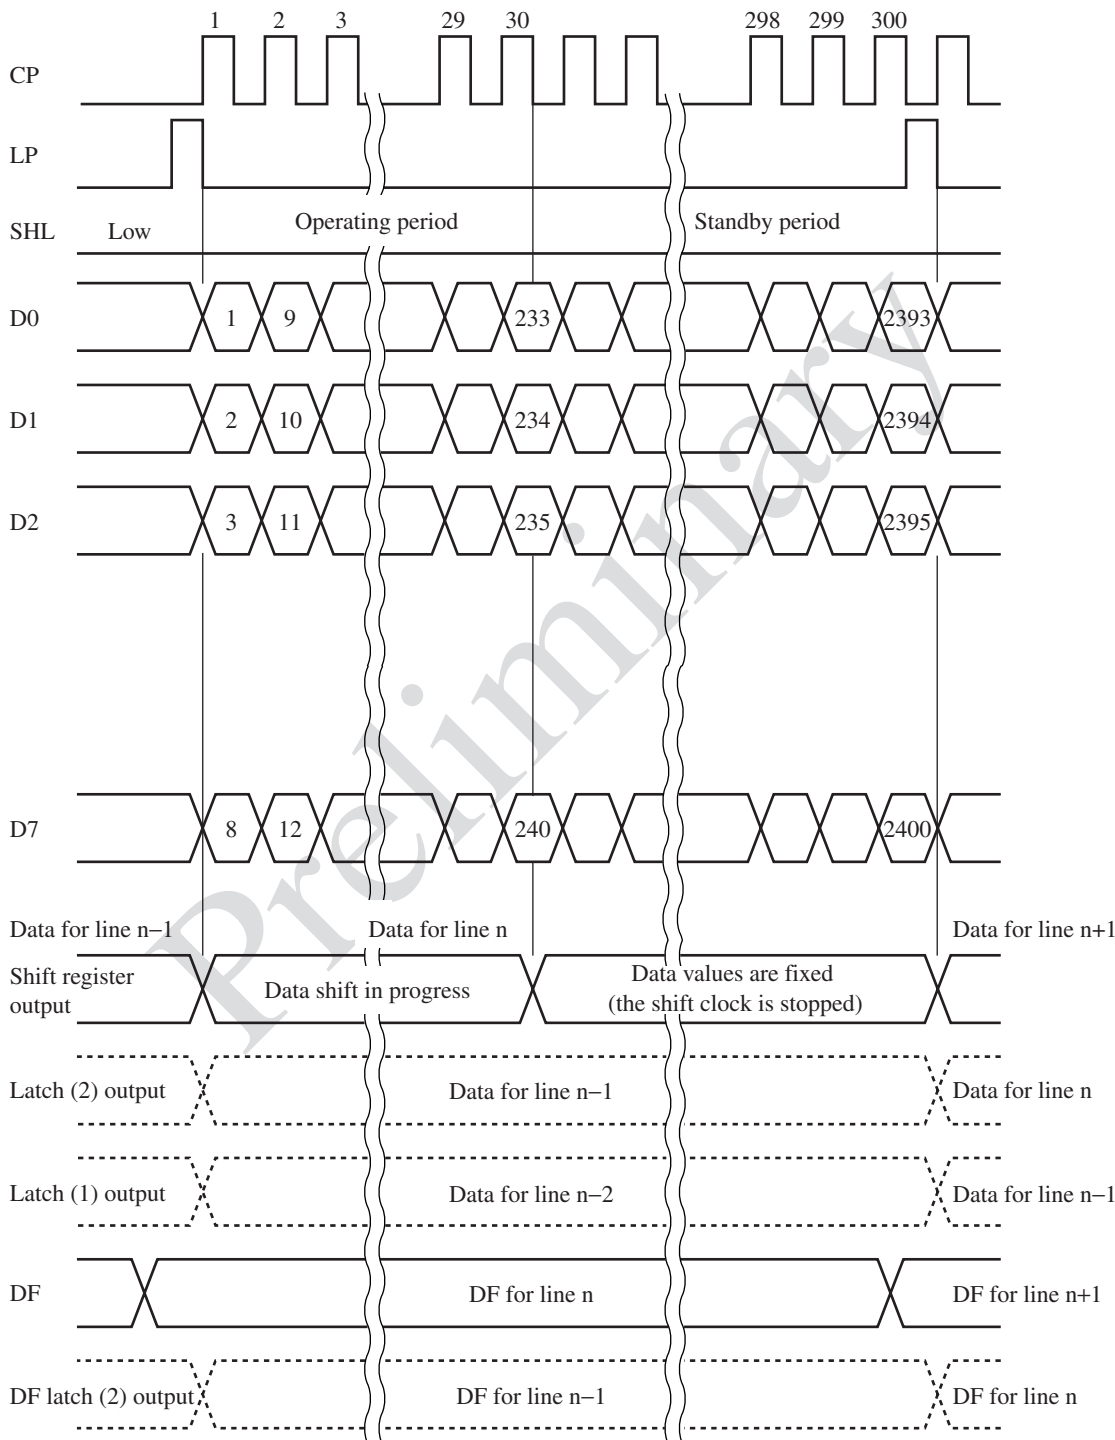 1 2 3 29 30 298 299 300
CP
LP
SHL Low Operating period Standby period
D0 1 9 233 2393
D1 2 10 234 2394
D2 3 11 235 2395
D7 8 12 240 2400
Data for line n−1 Data for line n Data for line n+1
Shift register
output
Data shift in progress
Data values are fixed
(the shift clock is stopped)
Latch (2) output Data for line n−1 Data for line n
Latch (1) output Data for line n−2 Data for line n−1
DF DF for line n DF for line n+1
DF latch (2) output DF for line n−1 DF for line n
Preliminary